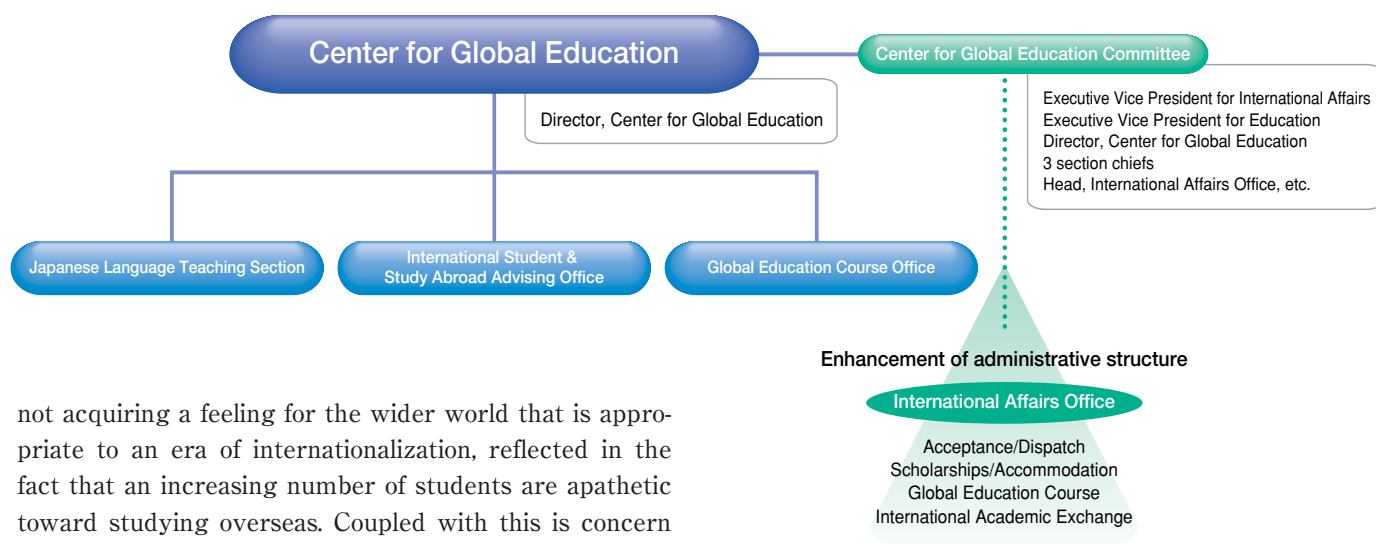 Center for Global Education
Center for Global Education Committee
Director, Center for Global Education
Executive Vice President for International Affairs
Executive Vice President for Education
Director, Center for Global Education
3 section chiefs
Head, International Affairs Office, etc.
Japanese Language Teaching Section
International Student &
Study Abroad Advising Office
Global Education Course Office
Enhancement of administrative structure
International Affairs Office
Acceptance/Dispatch
Scholarships/Accommodation
Global Education Course
International Academic Exchange
not acquiring a feeling for the wider world that is appro-
priate to an era of internationalization, reflected in the
fact that an increasing number of students are apathetic
toward studying overseas. Coupled with this is concern